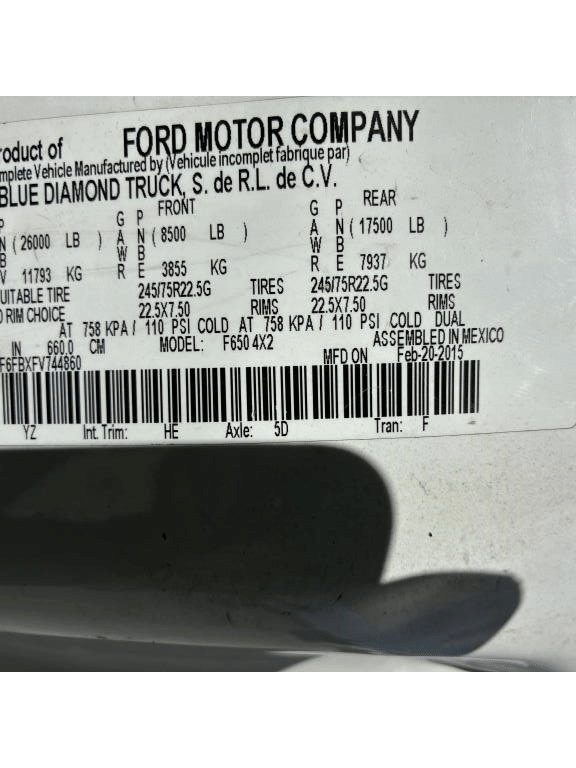 roduct of FORD MOTOR COMPANY
mplete Vehicle Manufactured by (Vehicule incomplet fabrique par)
BLUE DIAMOND TRUCK, S. de R.L. de C.V.
P G P FRONT G P REAR
N ( 26000 LB ) A N ( 8500 LB ) A N ( 17500 LB )
B W B W B
V 11793 KG R E 3855 KG R E 7937 KG
UITABLE TIRE 245/75R22.5G TIRES 245/75R22.5G TIRES
D RIM CHOICE 22.5X7.50 RIMS 22.5X7.50 RIMS
AT 758 KPA/ 110 PSI COLD AT 758 KPA/ 110 PSI COLD DUAL
IN 660.0 CM MODEL: F650 4X2 ASSEMBLED IN MEXICO
F6FBXFV744860 MFD ON Feb-20-2015
YZ Int. Trim: HE Axle: 5D Tran: F